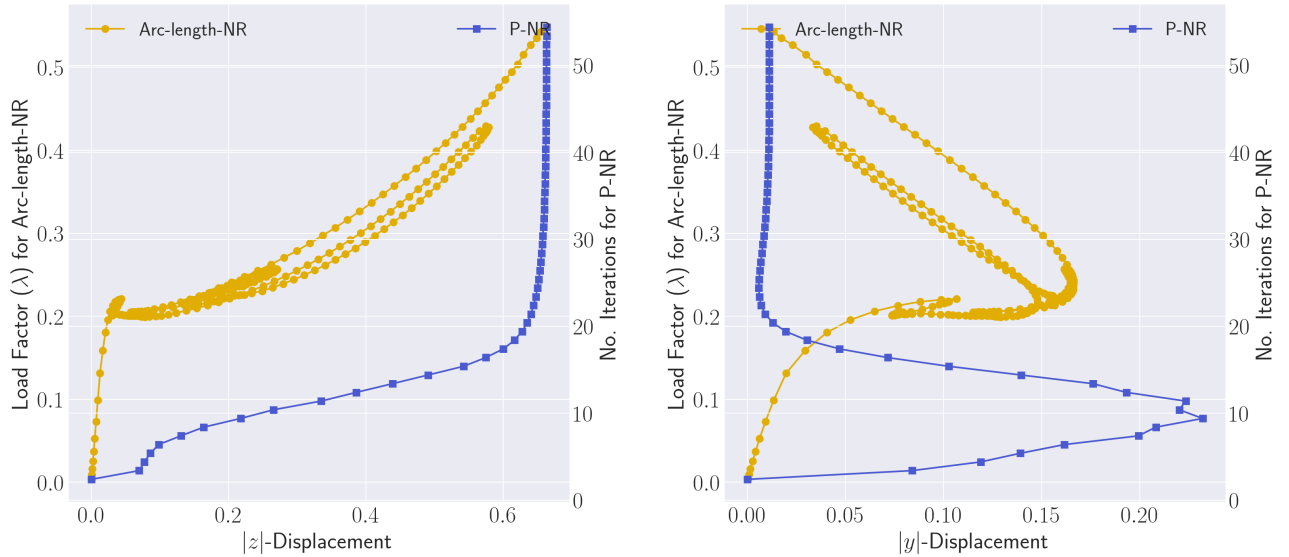 Arc-length-NR
P-NR
0.5
0.4
0.3
0.2
0.1
0.0
Load Factor (λ) for Arc-length-NR
50
40
30
20
10
0
No. Iterations for P-NR
0.0 0.2 0.4 0.6
|z|-Displacement
Arc-length-NR
P-NR
0.5
0.4
0.3
0.2
0.1
0.0
Load Factor (λ) for Arc-length-NR
50
40
30
20
10
0
No. Iterations for P-NR
0.00 0.05 0.10 0.15 0.20
|y|-Displacement